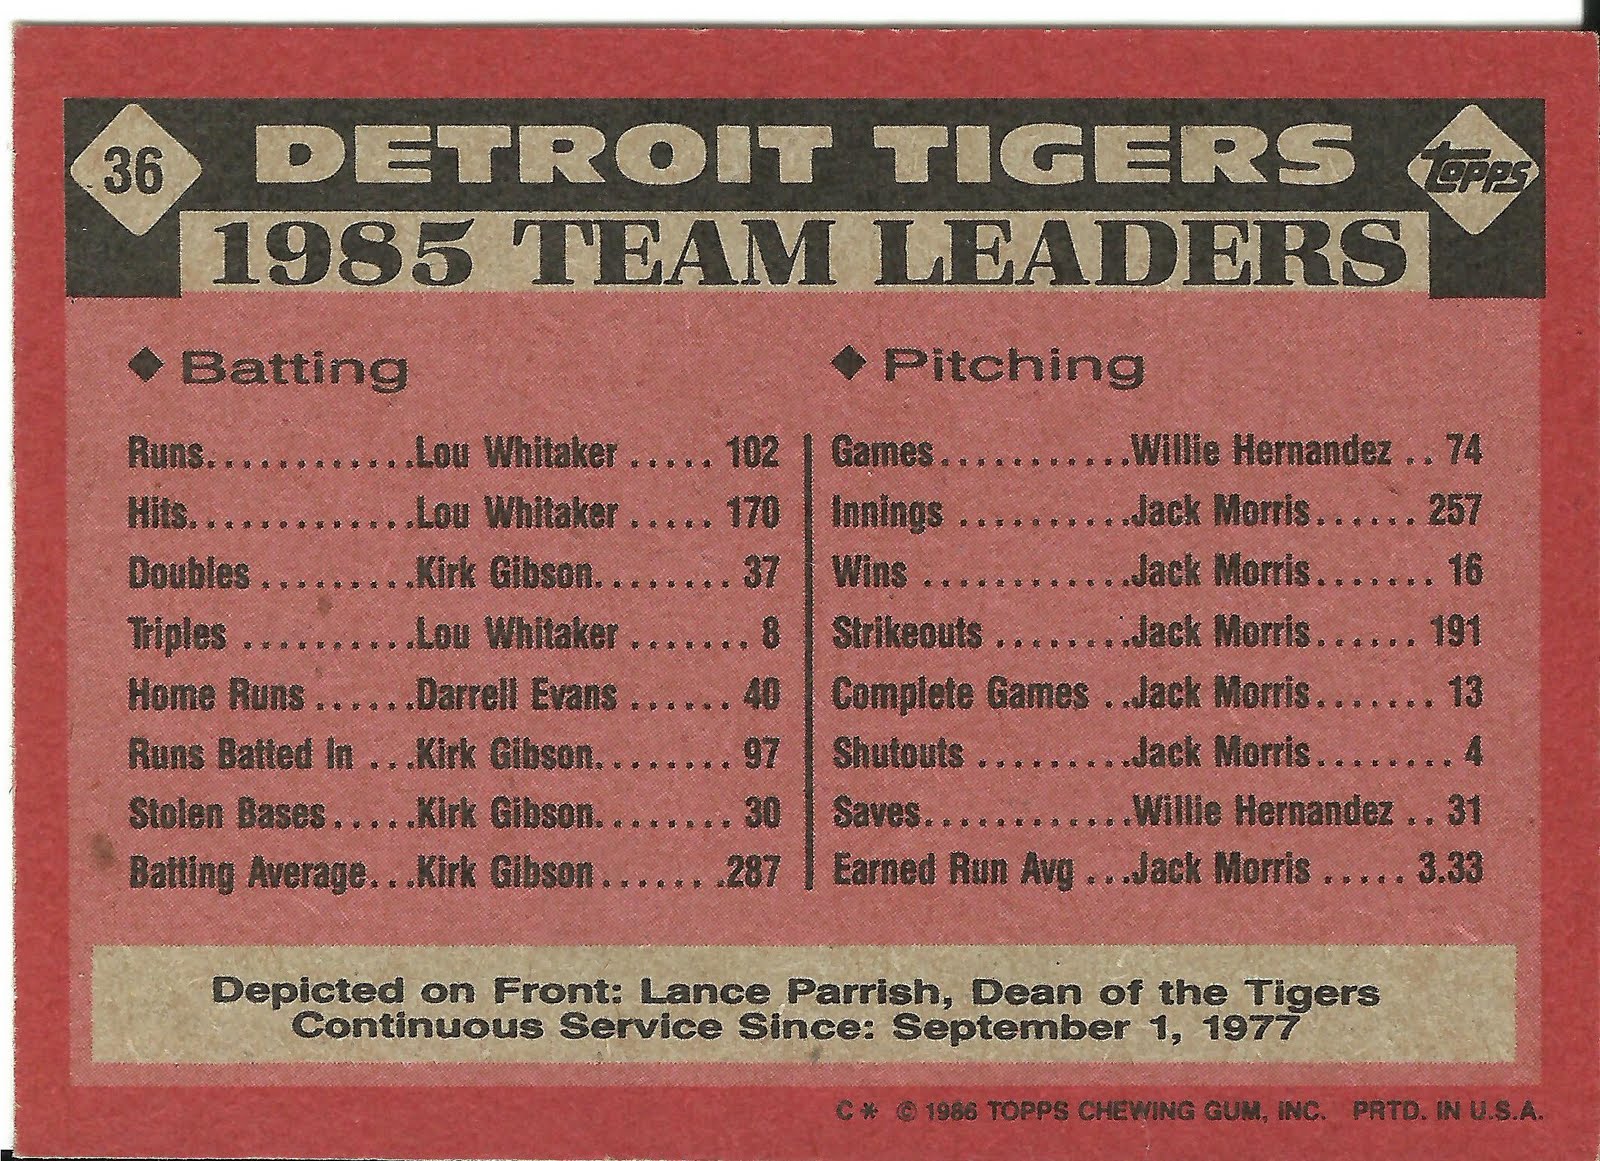 36 DETROIT TIGERS topps
1985 TEAM LEADERS
◆ Batting
Runs............Lou Whitaker ..... 102
Hits.............Lou Whitaker ..... 170
Doubles .........Kirk Gibson........ 37
Triples ..........Lou Whitaker ....... 8
Home Runs ......Darrell Evans ...... 40
Runs Batted In ...Kirk Gibson........ 97
Stolen Bases.....Kirk Gibson........ 30
Batting Average...Kirk Gibson.......287
◆ Pitching
Games...........Willie Hernandez .. 74
Innings ..........Jack Morris...... 257
Wins ............Jack Morris....... 16
Strikeouts ........Jack Morris...... 191
Complete Games ..Jack Morris....... 13
Shutouts .........Jack Morris........ 4
Saves............Willie Hernandez .. 31
Earned Run Avg ...Jack Morris ..... 3.33
Depicted on Front: Lance Parrish, Dean of the Tigers
Continuous Service Since: September 1, 1977
C* © 1986 TOPPS CHEWING GUM, INC. PRTD. IN U.S.A.